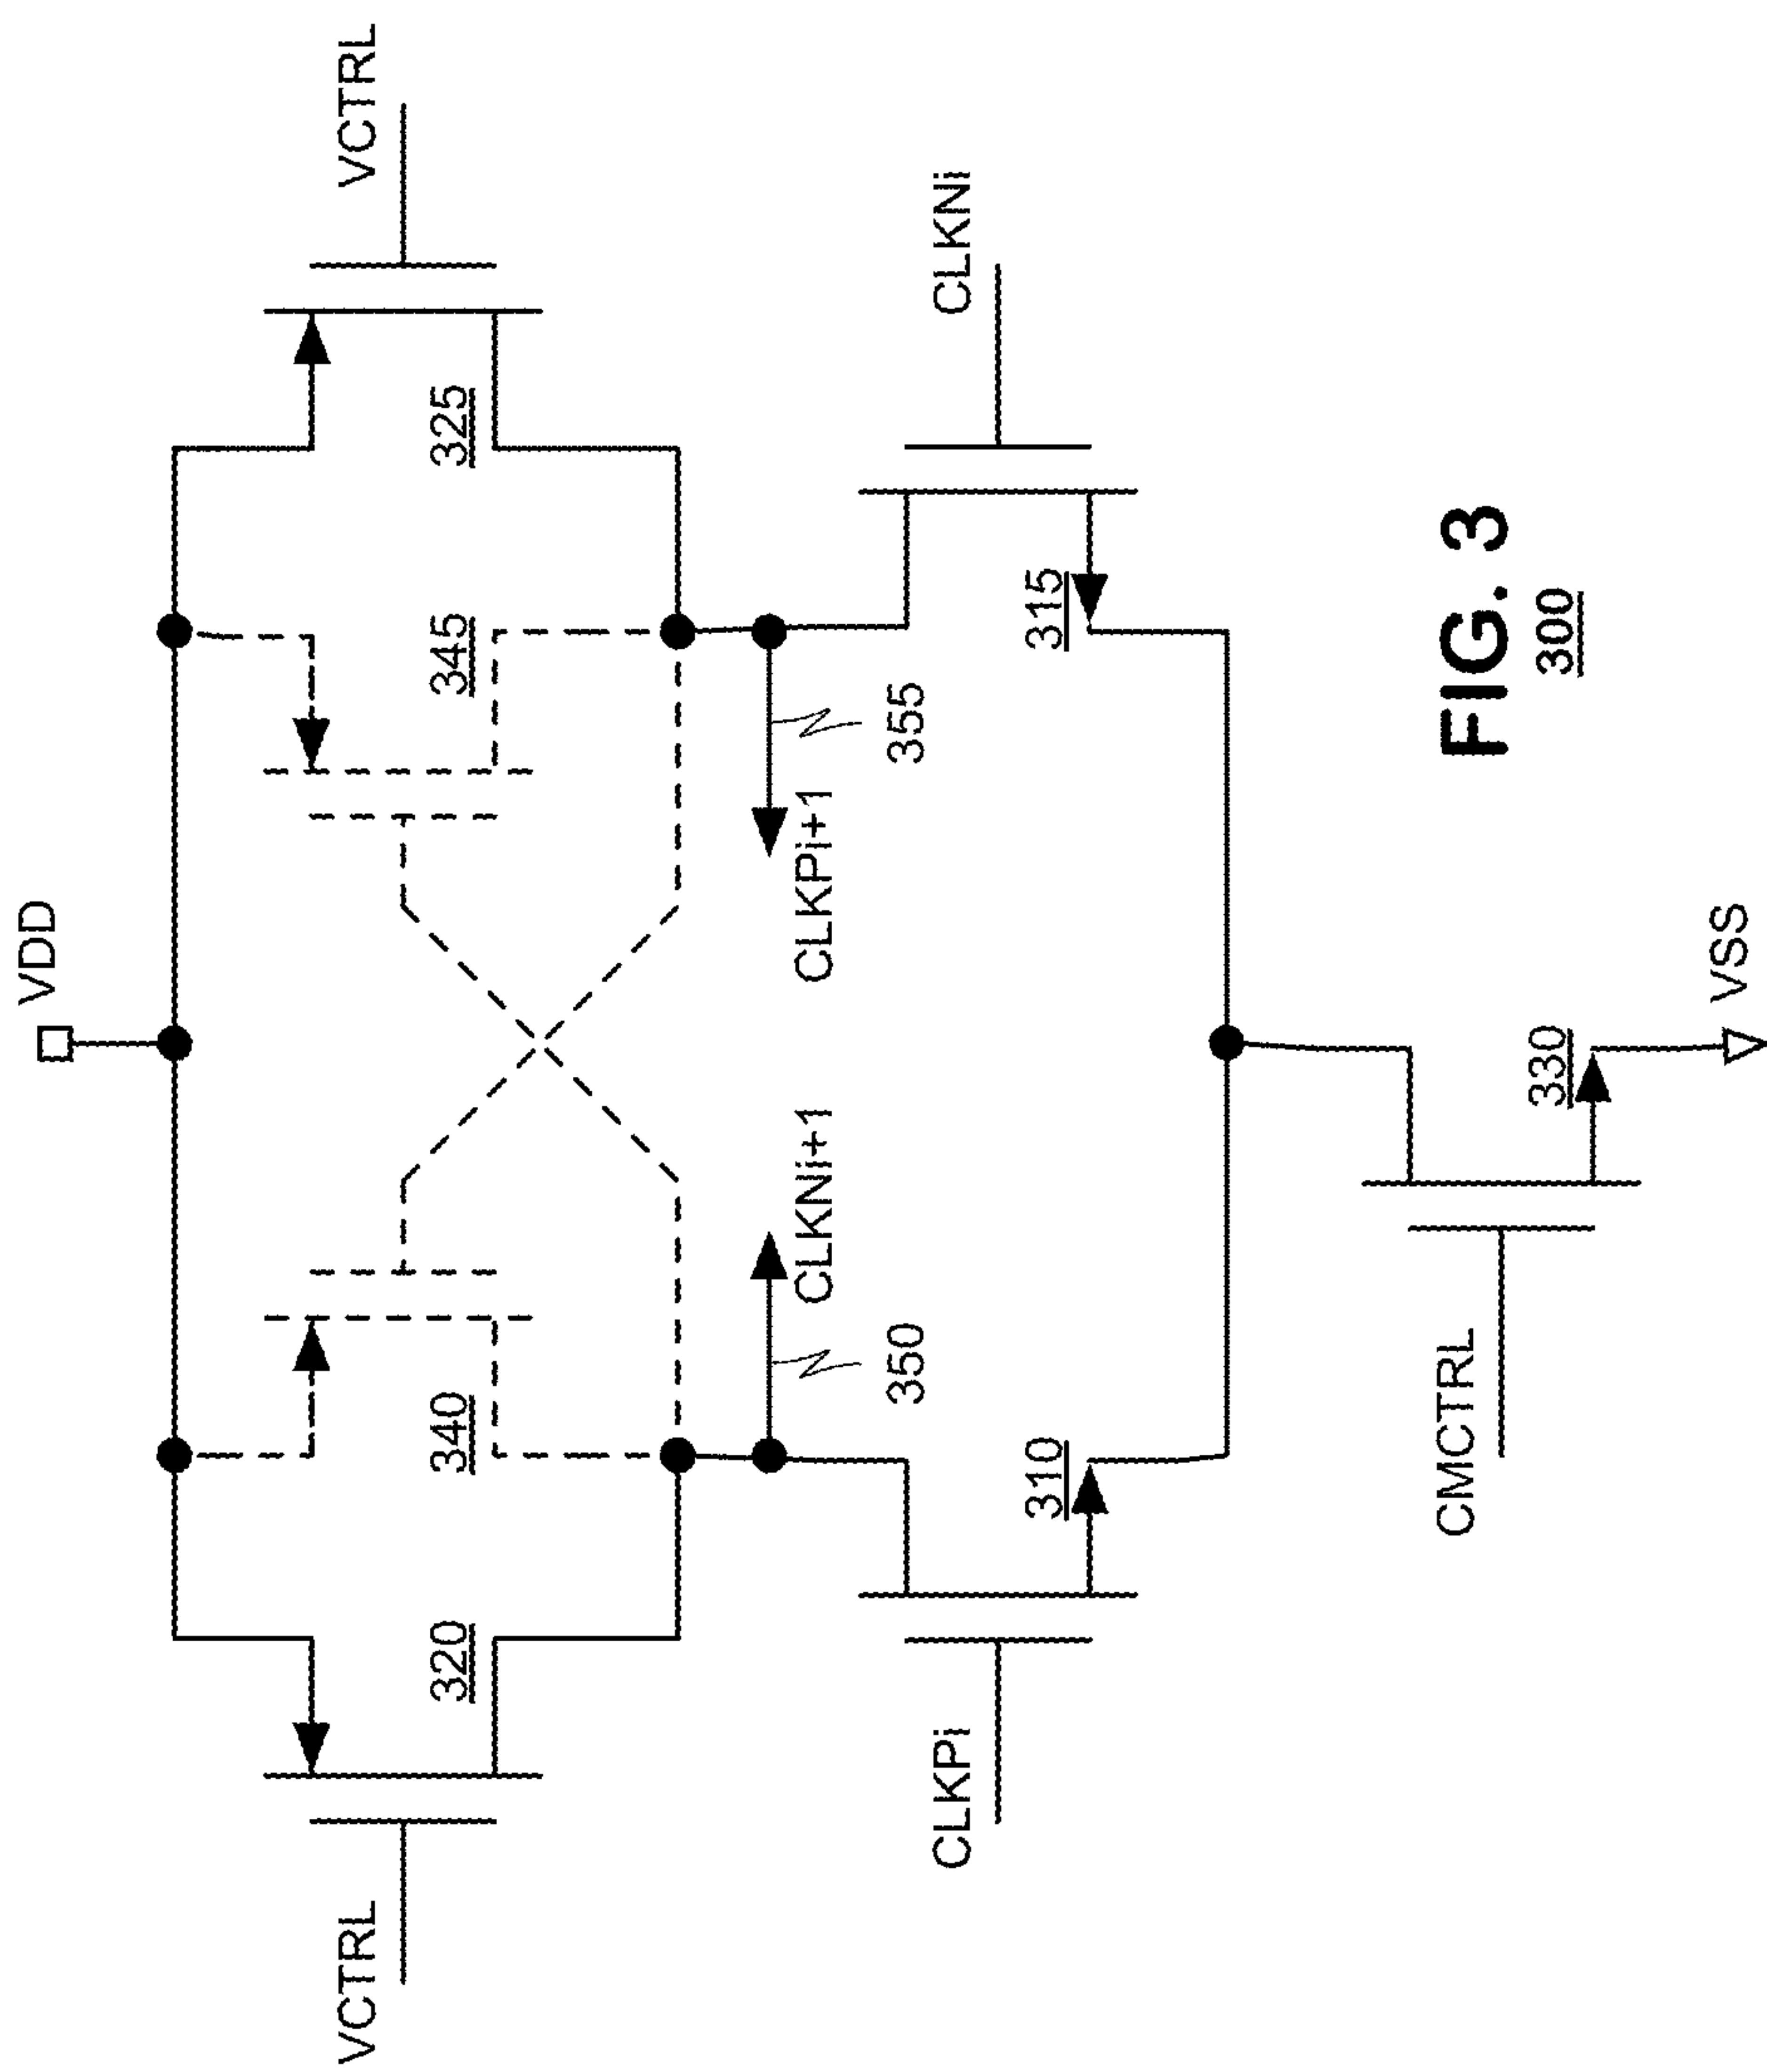 VDD
VCTRL
320
340
345
325
VCTRL
CLKNi+1
CLKPi+1
350
355
CLKPi
310
315
CLKNi
CMCTRL
330
VSS
FIG. 3
300